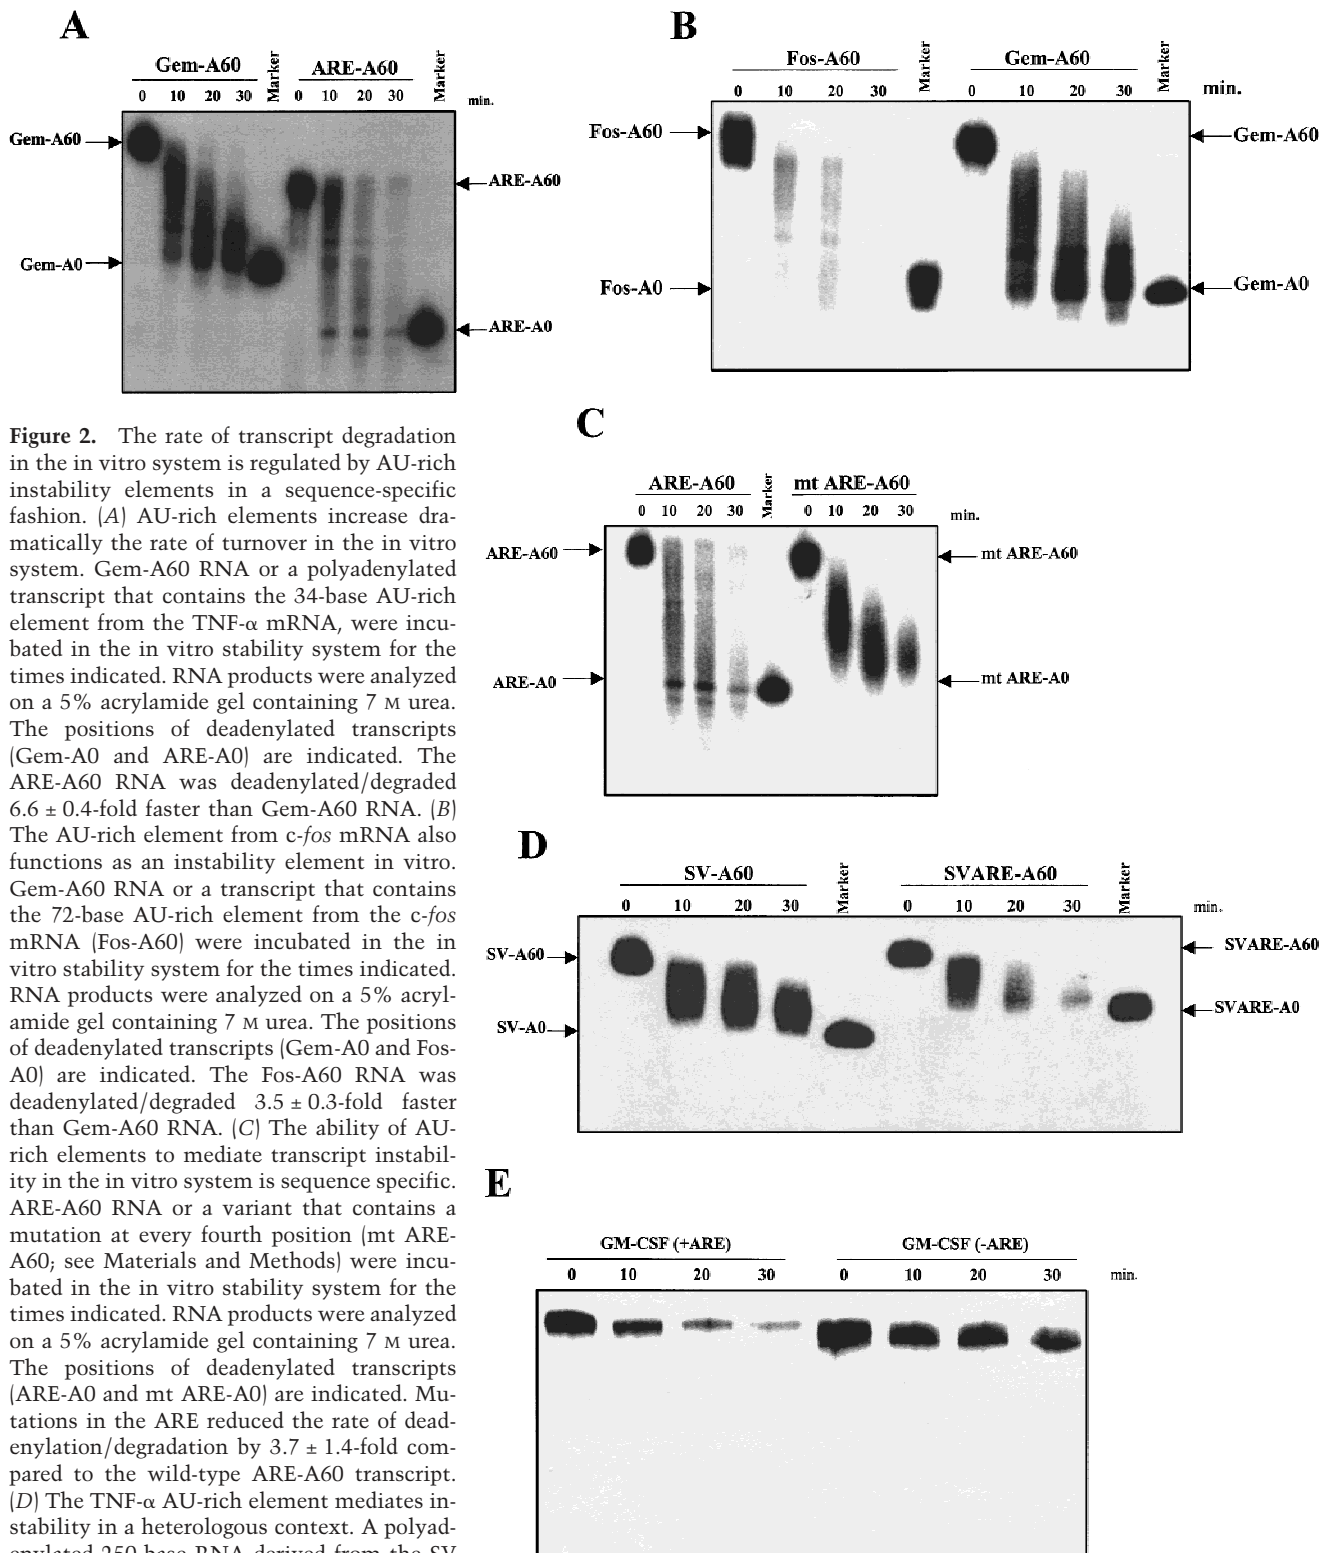 A
Gem-A60 Marker ARE-A60 Marker
0 10 20 30 0 10 20 30 min.
Gem-A60
ARE-A60
Gem-A0
ARE-A0
B
Fos-A60 Marker Gem-A60 Marker
0 10 20 30 0 10 20 30 min.
Fos-A60 Gem-A60
Fos-A0 Gem-A0
Figure 2. The rate of transcript degradation
in the in vitro system is regulated by AU-rich
instability elements in a sequence-specific
fashion. (A) AU-rich elements increase dra-
matically the rate of turnover in the in vitro
system. Gem-A60 RNA or a polyadenylated
transcript that contains the 34-base AU-rich
element from the TNF-α mRNA, were incu-
bated in the in vitro stability system for the
times indicated. RNA products were analyzed
on a 5% acrylamide gel containing 7 M urea.
The positions of deadenylated transcripts
(Gem-A0 and ARE-A0) are indicated. The
ARE-A60 RNA was deadenylated/degraded
6.6 ± 0.4-fold faster than Gem-A60 RNA. (B)
The AU-rich element from c-fos mRNA also
functions as an instability element in vitro.
Gem-A60 RNA or a transcript that contains
the 72-base AU-rich element from the c-fos
mRNA (Fos-A60) were incubated in the in
vitro stability system for the times indicated.
RNA products were analyzed on a 5% acryl-
amide gel containing 7 M urea. The positions
of deadenylated transcripts (Gem-A0 and Fos-
A0) are indicated. The Fos-A60 RNA was
deadenylated/degraded 3.5 ± 0.3-fold faster
than Gem-A60 RNA. (C) The ability of AU-
rich elements to mediate transcript instabil-
ity in the in vitro system is sequence specific.
ARE-A60 RNA or a variant that contains a
mutation at every fourth position (mt ARE-
A60; see Materials and Methods) were incu-
bated in the in vitro stability system for the
times indicated. RNA products were analyzed
on a 5% acrylamide gel containing 7 M urea.
The positions of deadenylated transcripts
(ARE-A0 and mt ARE-A0) are indicated. Mu-
tations in the ARE reduced the rate of dead-
enylation/degradation by 3.7 ± 1.4-fold com-
pared to the wild-type ARE-A60 transcript.
(D) The TNF-α AU-rich element mediates in-
stability in a heterologous context. A polyad-
enylated 250-base RNA derived from the SV
C
ARE-A60 Marker mt ARE-A60
0 10 20 30 0 10 20 30 min.
ARE-A60 mt ARE-A60
ARE-A0 mt ARE-A0
D
SV-A60 Marker SVARE-A60 Marker
0 10 20 30 0 10 20 30 min.
SV-A60 SVARE-A60
SV-A0 SVARE-A0
E
GM-CSF (+ARE) GM-CSF (-ARE)
0 10 20 30 0 10 20 30 min.